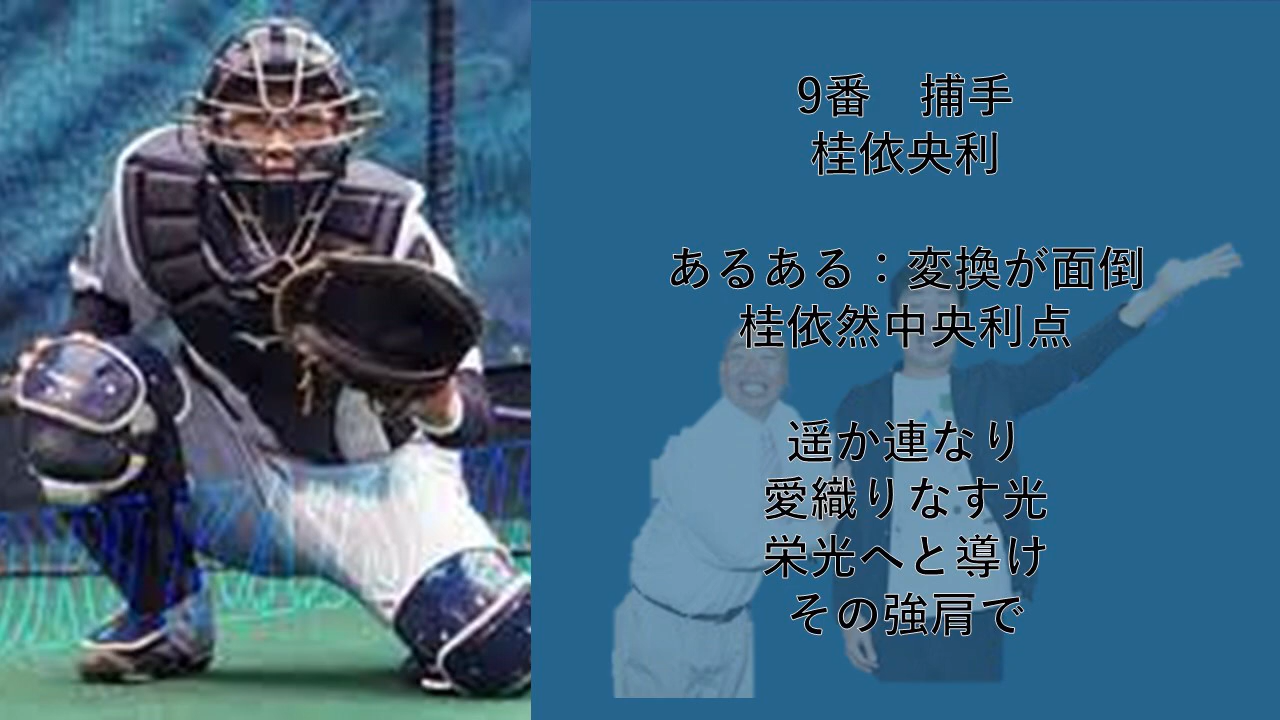 9番　捕手
桂依央利
あるある：変換が面倒
桂依然中央利点
遥か連なり
愛織りなす光
栄光へと導け
その強肩で